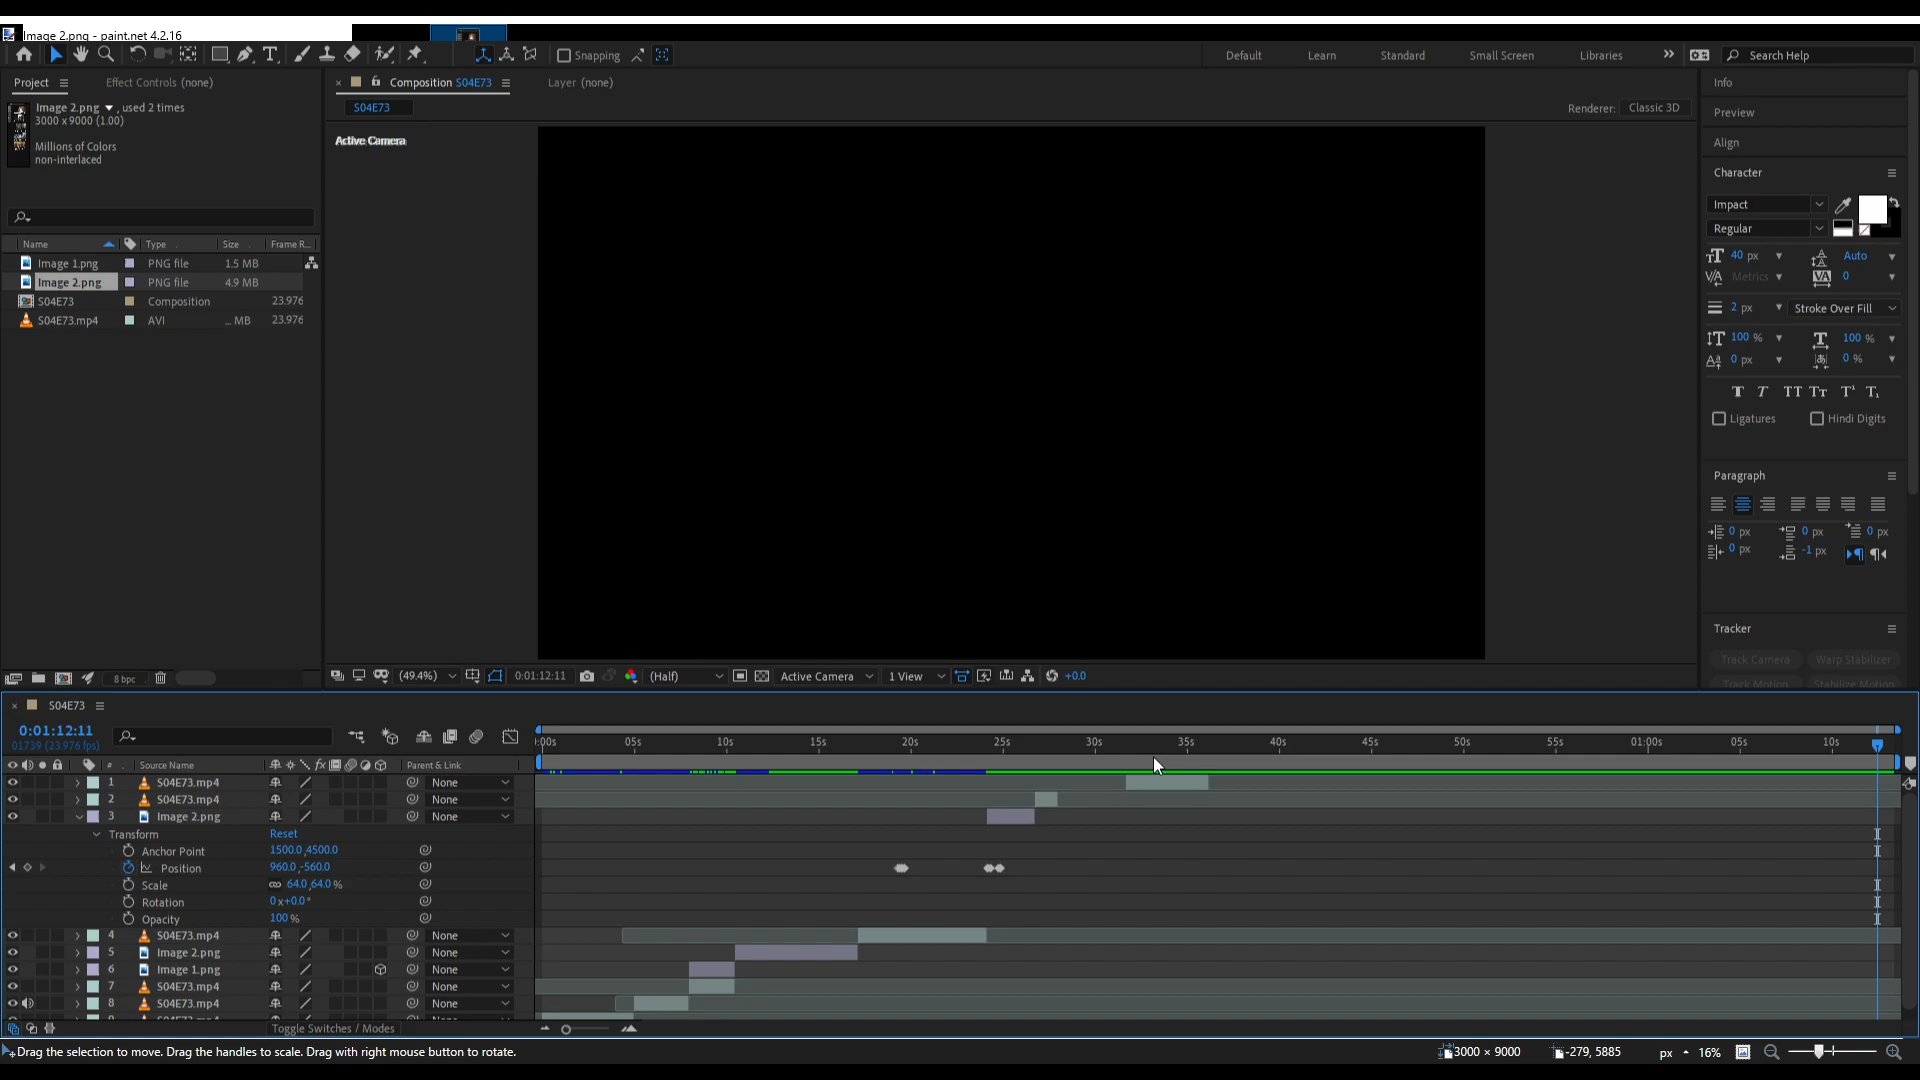 Image 2.png - paint.net 4.2.16
Snapping
Default
Learn
Standard
Small Screen
Libraries
Search Help
Project
Effect Controls (none)
Composition S04E73
Layer (none)
Info
Image 2.png , used 2 times
3000 x 9000 (1.00)
S04E73
Renderer: Classic 3D
Preview
Millions of Colors
non-interlaced
Active Camera
Align
Character
Impact
Regular
Name Type Size Frame R...
40 px Auto
Image 1.png PNG file 1.5 MB
Metrics 0
Image 2.png PNG file 4.9 MB
S04E73 Composition 23.976
2 px Stroke Over Fill
S04E73.mp4 AVI ... MB 23.976
100 % 100 %
0 px 0 %
Ligatures Hindi Digits
Paragraph
0 px 0 px 0 px
0 px -1 px
Tracker
Track Camera Warp Stabilizer
Track Motion Stabilize Motion
8 bpc
(49.4%) 0:01:12:11 (Half) Active Camera 1 View +0.0
S04E73
0:01:12:11
01739 (23.976 fps)
:00s 05s 10s 15s 20s 25s 30s 35s 40s 45s 50s 55s 01:00s 05s 10s
# Source Name fx Parent & Link
1 S04E73.mp4 None
2 S04E73.mp4 None
3 Image 2.png None
Transform Reset
Anchor Point 1500.0,4500.0
Position 960.0,-560.0
Scale 64.0,64.0 %
Rotation 0 x+0.0 °
Opacity 100 %
4 S04E73.mp4 None
5 Image 2.png None
6 Image 1.png None
7 S04E73.mp4 None
8 S04E73.mp4 None
Toggle Switches / Modes
Drag the selection to move. Drag the handles to scale. Drag with right mouse button to rotate.
3000 × 9000 -279, 5885 px 16%